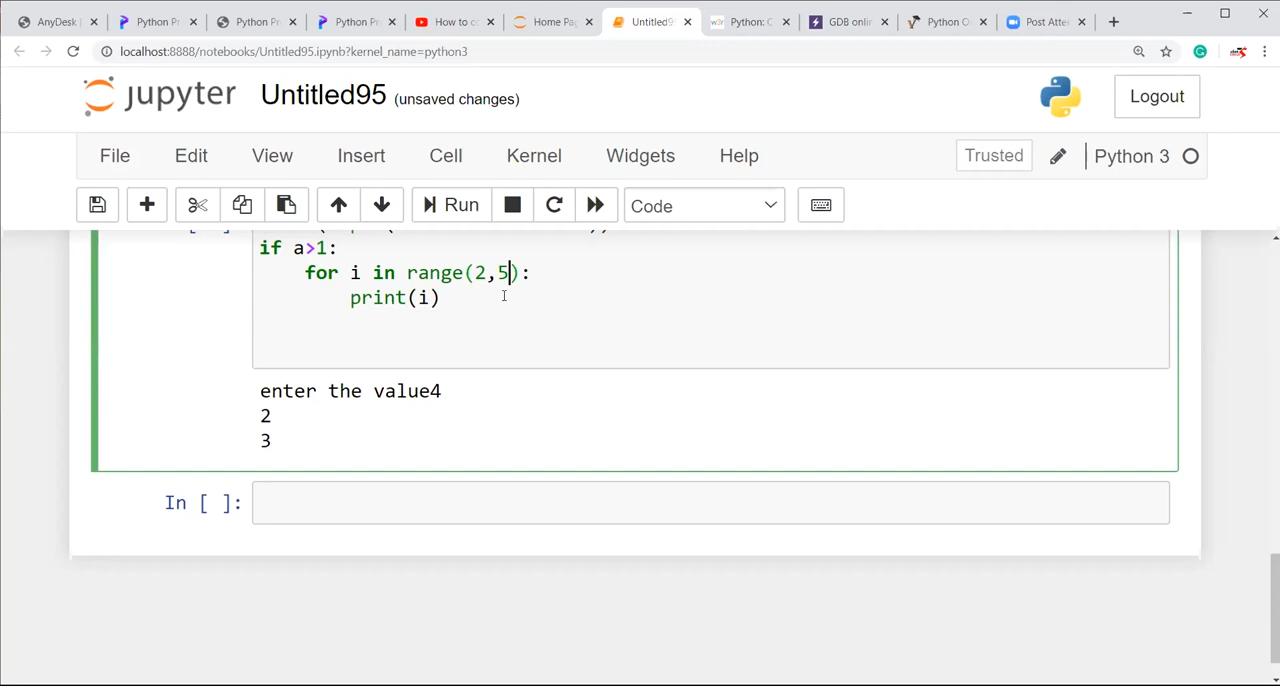 AnyDesk
Python Pr
Python Pr
Python Pr
How to c
Home Pag
Untitled9
Python: C
GDB onli
Python O
Post Atte
localhost:8888/notebooks/Untitled95.ipynb?kernel_name=python3
jupyter Untitled95 (unsaved changes)
Logout
File Edit View Insert Cell Kernel Widgets Help
Trusted
Python 3
Run
Code
if a>1:
for i in range(2,5):
print(i)
enter the value4
2
3
In [ ]: